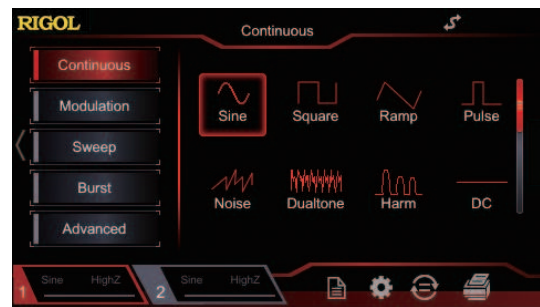 RIGOL
Continuous
Continuous
Modulation
Sweep
Burst
Advanced
Sine Square Ramp Pulse
Noise Dualtone Harm DC
1 Sine HighZ 2 Sine HighZ